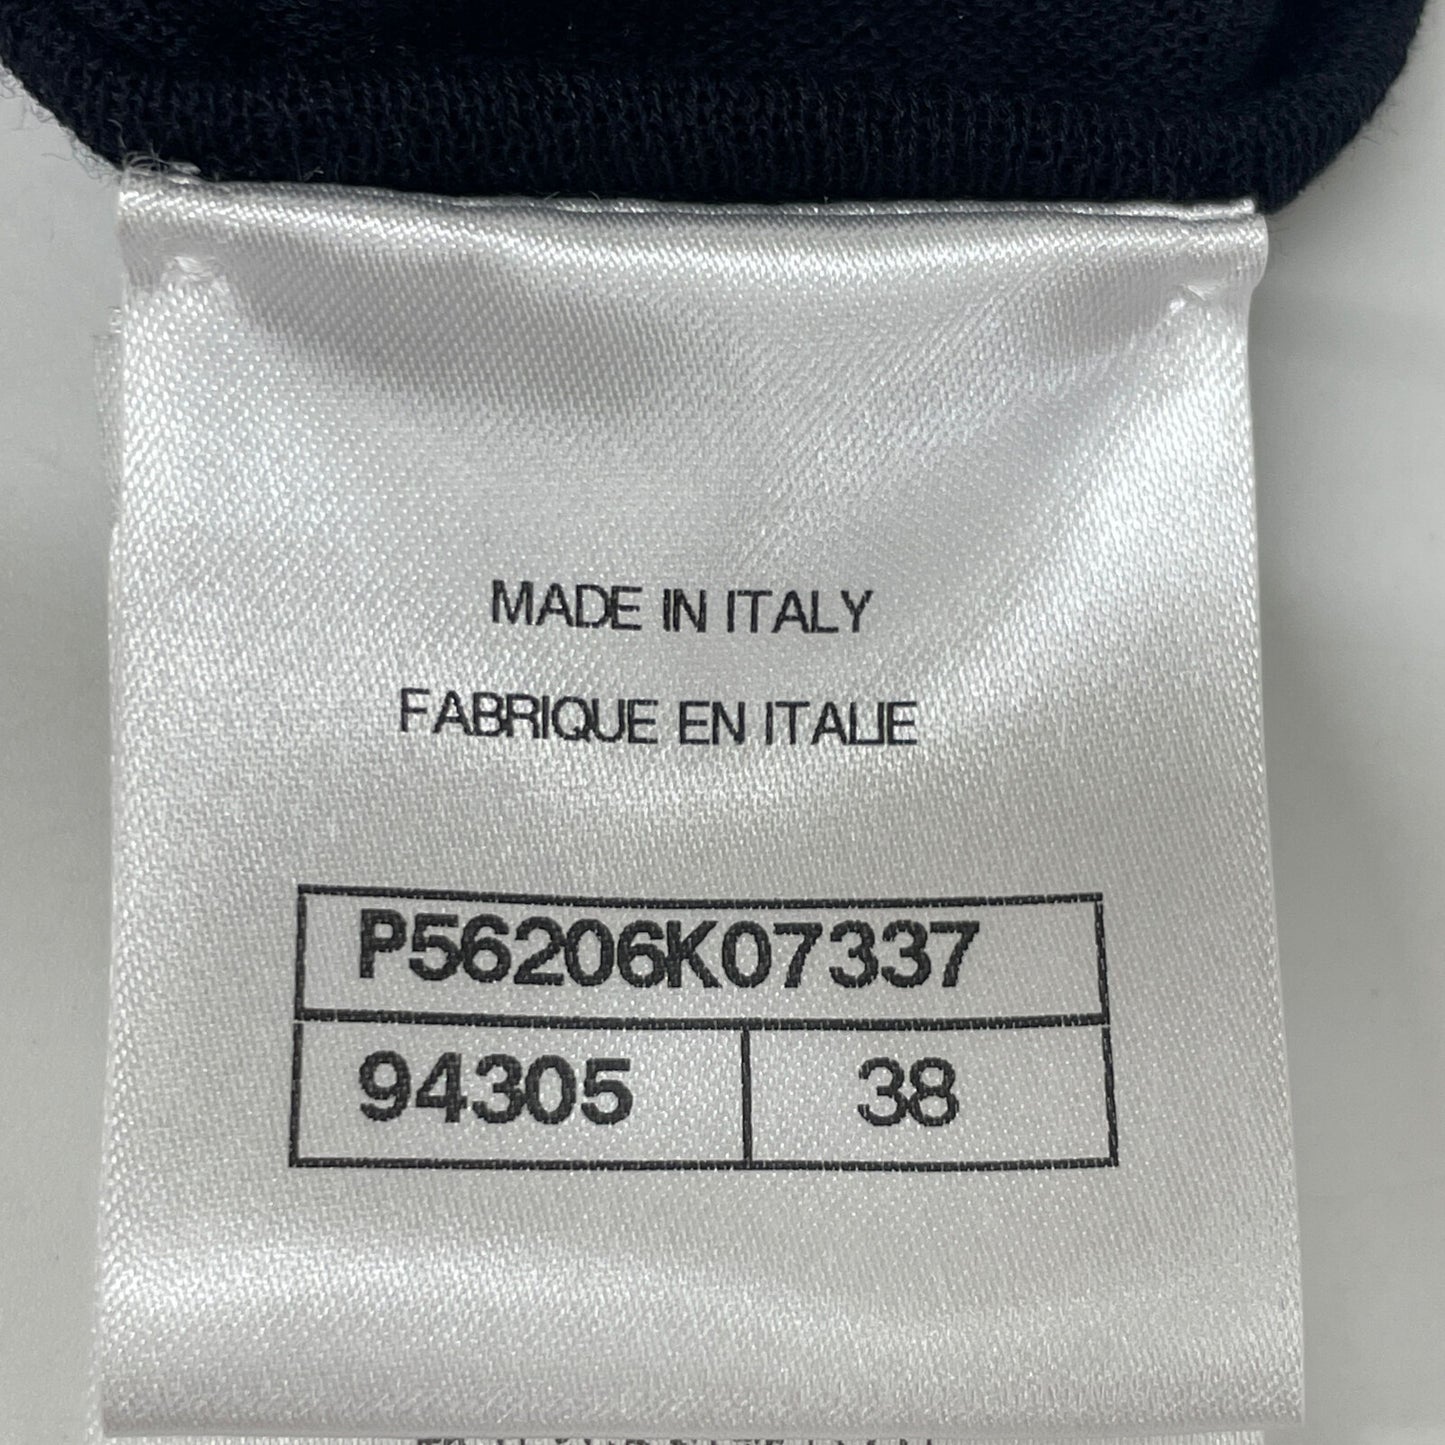 MADE IN ITALY
FABRIQUE EN ITALIE
P56206K07337
94305 38